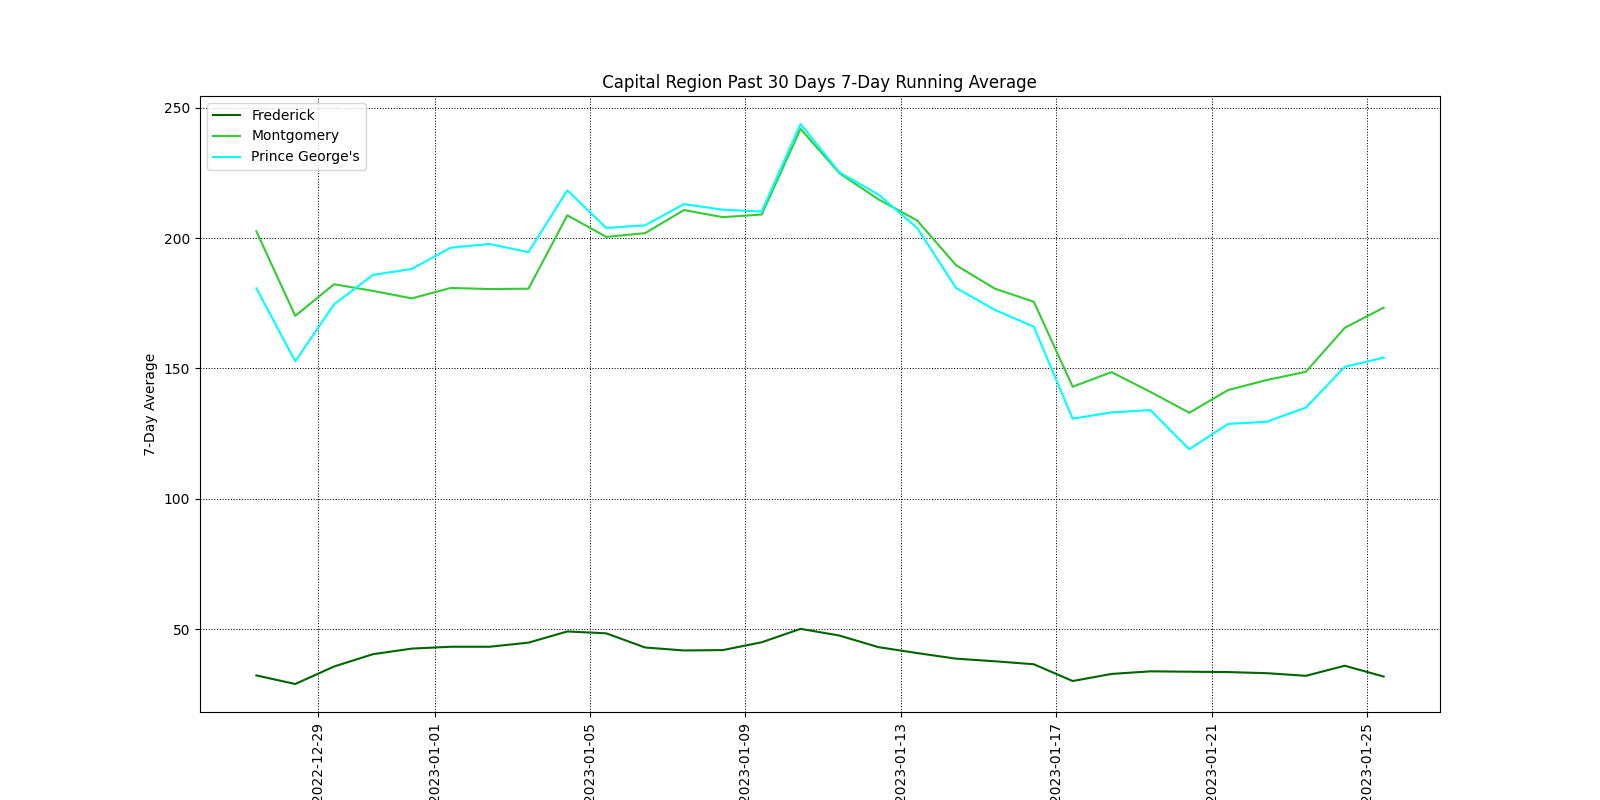 Capital Region Past 30 Days 7-Day Running Average
Frederick
Montgomery
Prince George's
7-Day Average
250
200
150
100
50
2022-12-29
2023-01-01
2023-01-05
2023-01-09
2023-01-13
2023-01-17
2023-01-21
2023-01-25